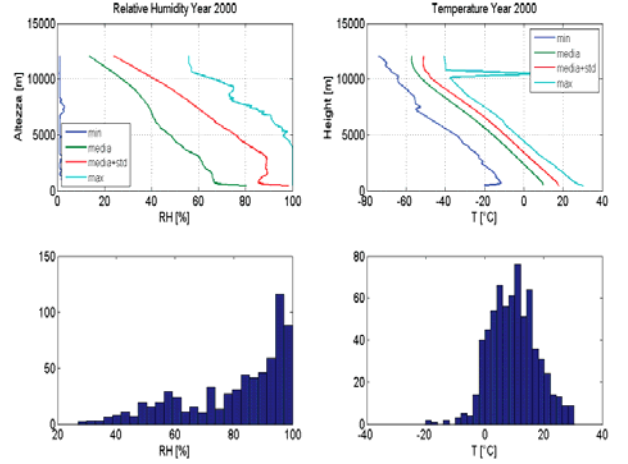 Relative Humidity Year 2000
15000
10000
5000
0
Altezza [m]
min
media
media+std
max
0 20 40 60 80 100
RH [%]
Temperature Year 2000
15000
10000
5000
0
Height [m]
min
media
media+std
max
-80 -60 -40 -20 0 20 40
T [°C]
150
100
50
0
20 40 60 80 100
RH [%]
80
60
40
20
0
-40 -20 0 20 40
T [°C]